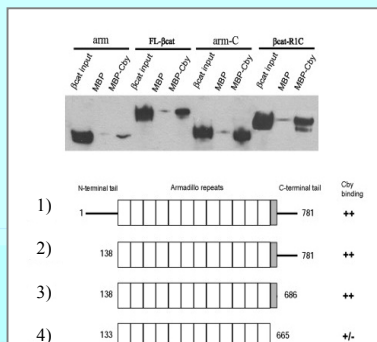 arm FL-βcat arm-C βcat-R1C
βcat input MBP MBP-Cby βcat input MBP MBP-Cby βcat input MBP MBP-Cby βcat input MBP MBP-Cby
N-terminal tail Armadillo repeats C-terminal tail Cby binding
1) 1 781 ++
2) 138 781 ++
3) 138 686 ++
4) 133 665 +/-